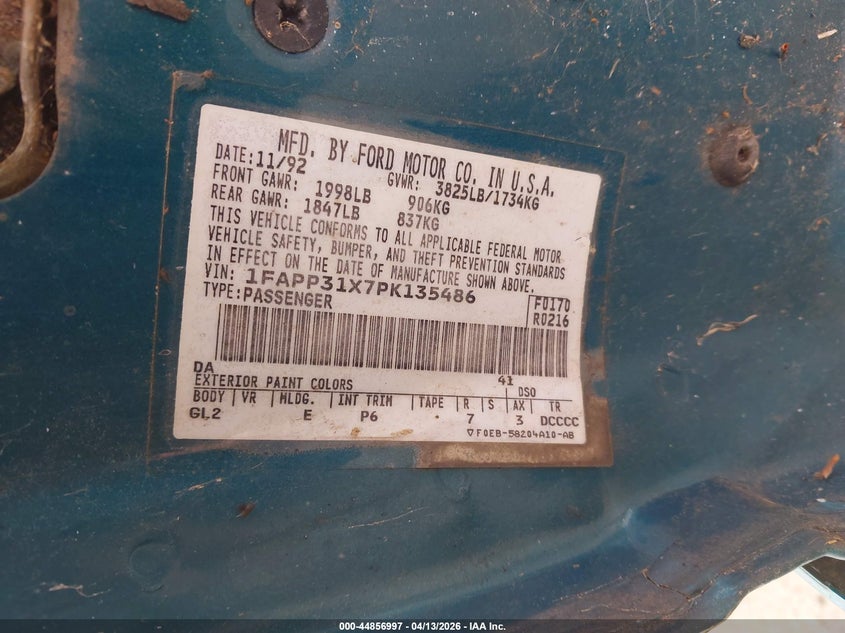 MFD. BY FORD MOTOR CO. IN U.S.A.
DATE: 11/92 GVWR: 3825LB/1734KG
FRONT GAWR: 1998LB 906KG
REAR GAWR: 1847LB 837KG
THIS VEHICLE CONFORMS TO ALL APPLICABLE FEDERAL MOTOR
VEHICLE SAFETY, BUMPER, AND THEFT PREVENTION STANDARDS
IN EFFECT ON THE DATE OF MANUFACTURE SHOWN ABOVE.
VIN: 1FAPP31X7PK135486
TYPE: PASSENGER
F0170
R0216
DA 41
EXTERIOR PAINT COLORS DSO
BODY VR MLDG. INT TRIM TAPE R S AX TR
GL2 E P6 . 7 3 DCCCC
▽F0EB-58204A10-AB
000-44856997 - 04/13/2026 - IAA Inc.